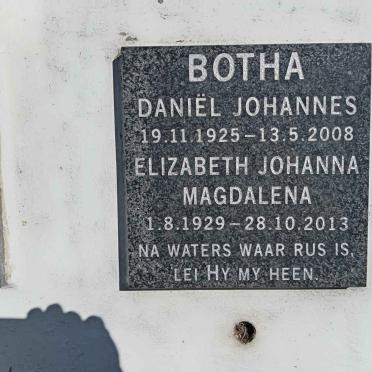 BOTHA
DANIËL JOHANNES
19.11.1925 – 13.5.2008
ELIZABETH JOHANNA
MAGDALENA
1.8.1929 – 28.10.2013
NA WATERS WAAR RUS IS,
LEI HY MY HEEN.